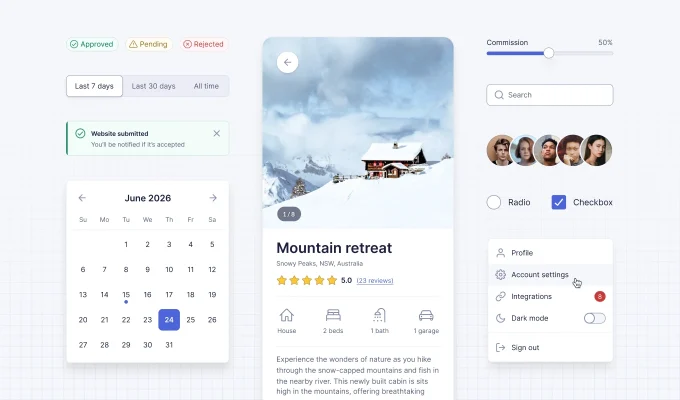 Approved
Pending
Rejected
Last 7 days
Last 30 days
All time
Website submitted
You'll be notified if it's accepted
June 2026
Su Mo Tu We Th Fr Sa
1 2 3 4 5
6 7 8 9 10 11 12
13 14 15 16 17 18 19
20 21 22 23 24 25 26
27 28 29 30 31
1 / 8
Mountain retreat
Snowy Peaks, NSW, Australia
5.0 (23 reviews)
House
2 beds
1 bath
1 garage
Experience the wonders of nature as you hike
through the snow-capped mountains and fish in
the nearby river. This newly built cabin is sits
high in the mountains, offering breathtaking
Commission
50%
Search
Radio
Checkbox
Profile
Account settings
Integrations
8
Dark mode
Sign out